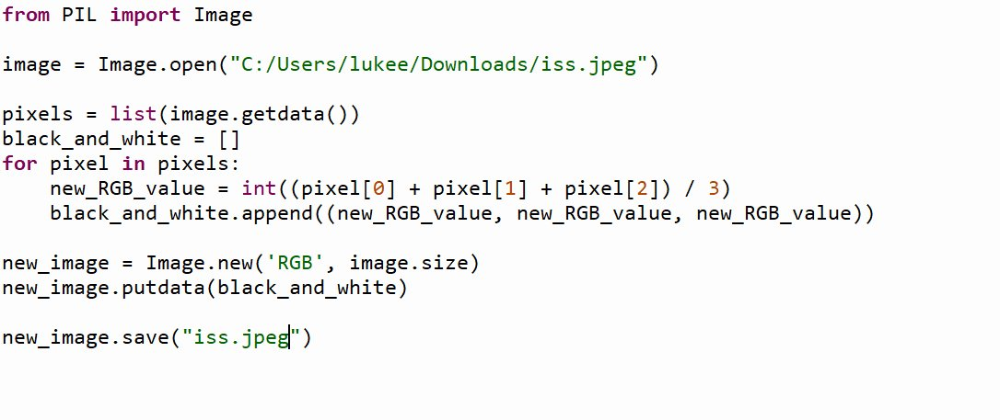 from PIL import Image
image = Image.open("C:/Users/lukee/Downloads/iss.jpeg")
pixels = list(image.getdata())
black_and_white = []
for pixel in pixels:
    new_RGB_value = int((pixel[0] + pixel[1] + pixel[2]) / 3)
    black_and_white.append((new_RGB_value, new_RGB_value, new_RGB_value))
new_image = Image.new('RGB', image.size)
new_image.putdata(black_and_white)
new_image.save("iss.jpeg")